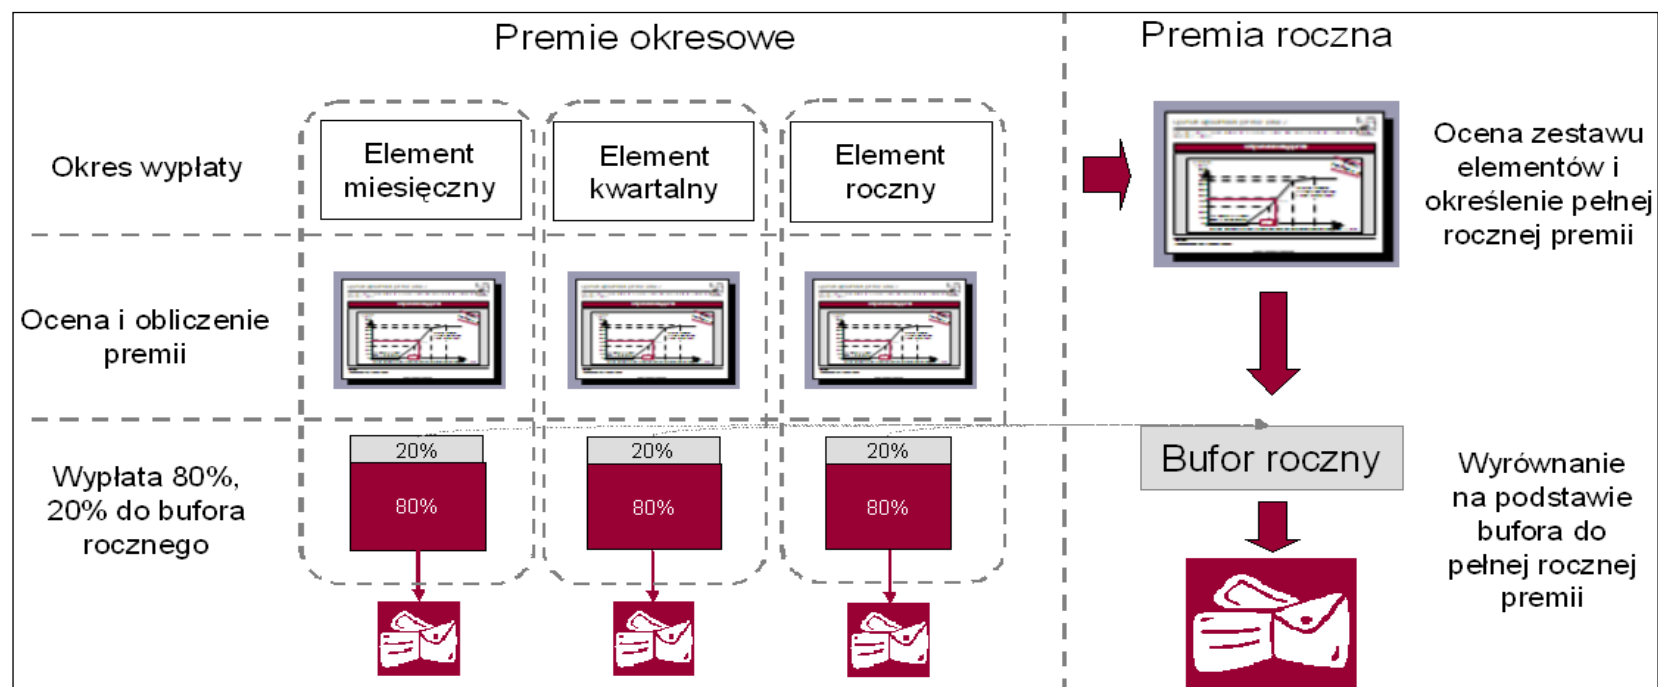 Premie okresowe
Premia roczna
Okres wypłaty
Element
miesięczny
Element
kwartalny
Element
roczny
Ocena zestawu
elementów i
określenie pełnej
rocznej premii
Ocena i obliczenie
premii
Wypłata 80%,
20% do bufora
rocznego
20%
80%
20%
80%
20%
80%
Bufor roczny
Wyrównanie
na podstawie
bufora do
pełnej rocznej
premii